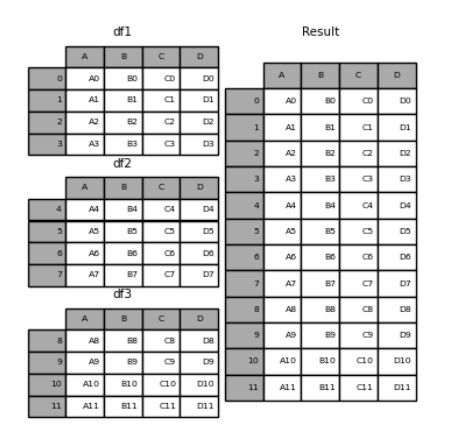 df1
A B C D
0 A0 B0 C0 D0
1 A1 B1 C1 D1
2 A2 B2 C2 D2
3 A3 B3 C3 D3
df2
A B C D
4 A4 B4 C4 D4
5 A5 B5 C5 D5
6 A6 B6 C6 D6
7 A7 B7 C7 D7
df3
A B C D
8 A8 B8 C8 D8
9 A9 B9 C9 D9
10 A10 B10 C10 D10
11 A11 B11 C11 D11
Result
A B C D
0 A0 B0 C0 D0
1 A1 B1 C1 D1
2 A2 B2 C2 D2
3 A3 B3 C3 D3
4 A4 B4 C4 D4
5 A5 B5 C5 D5
6 A6 B6 C6 D6
7 A7 B7 C7 D7
8 A8 B8 C8 D8
9 A9 B9 C9 D9
10 A10 B10 C10 D10
11 A11 B11 C11 D11